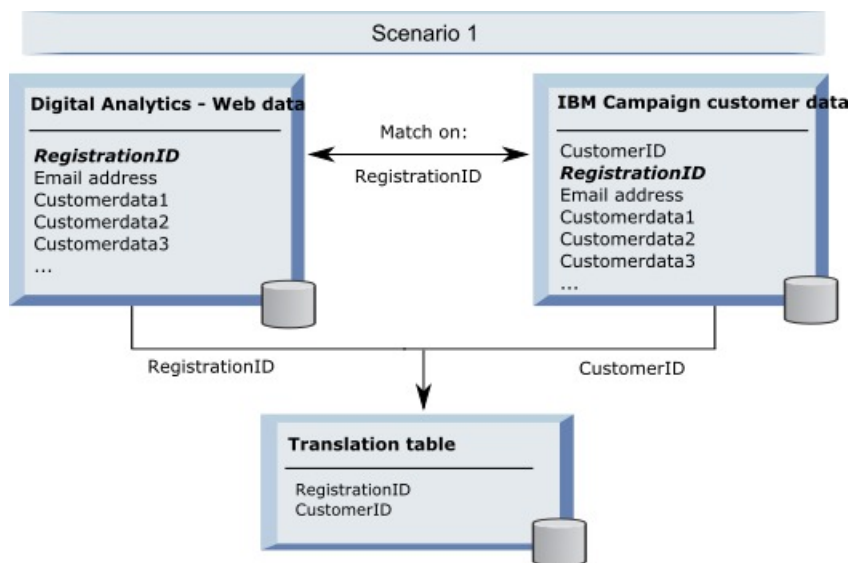 Scenario 1
Digital Analytics - Web data
RegistrationID
Email address
Customerdata1
Customerdata2
Customerdata3
...
Match on:
RegistrationID
IBM Campaign customer data
CustomerID
RegistrationID
Email address
Customerdata1
Customerdata2
Customerdata3
...
RegistrationID
CustomerID
Translation table
RegistrationID
CustomerID